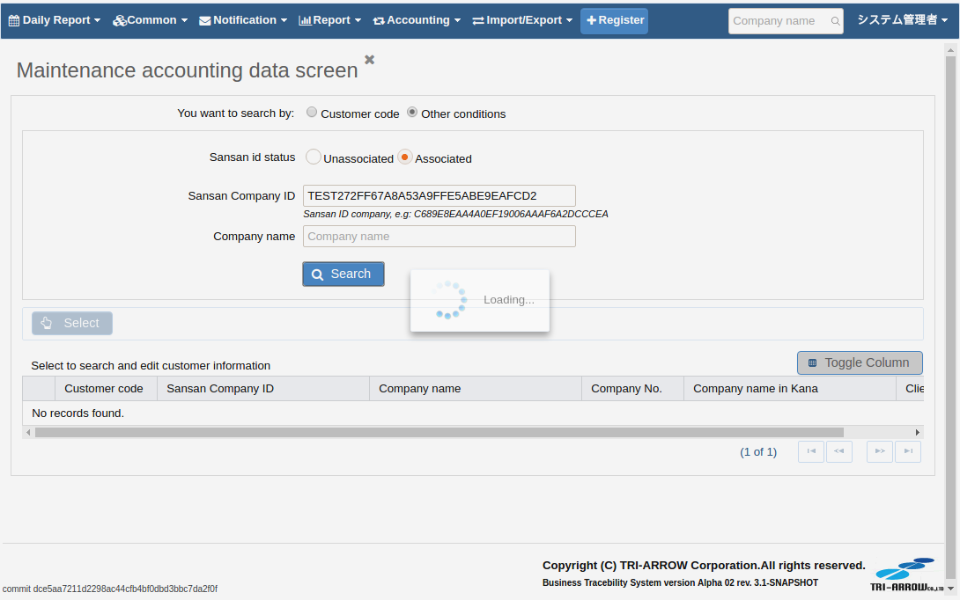 Daily Report Common Notification Report Accounting Import/Export Register Company name システム管理者
Maintenance accounting data screen
You want to search by: Customer code Other conditions
Sansan id status Unassociated Associated
Sansan Company ID TEST272FF67A8A53A9FFE5ABE9EAFCD2
Sansan ID company, e.g: C689E8EAA4A0EF19006AAAF6A2DCCCEA
Company name Company name
Search
Loading...
Select
Select to search and edit customer information Toggle Column
Customer code Sansan Company ID Company name Company No. Company name in Kana Clie
No records found.
(1 of 1)
Copyright (C) TRI-ARROW Corporation.All rights reserved.
Business Tracebility System version Alpha 02 rev. 3.1-SNAPSHOT
TRI-ARROW CO.,LTD
commit dce5aa7211d2298ac44cfb4bf0dbd3bbc7da2f0f